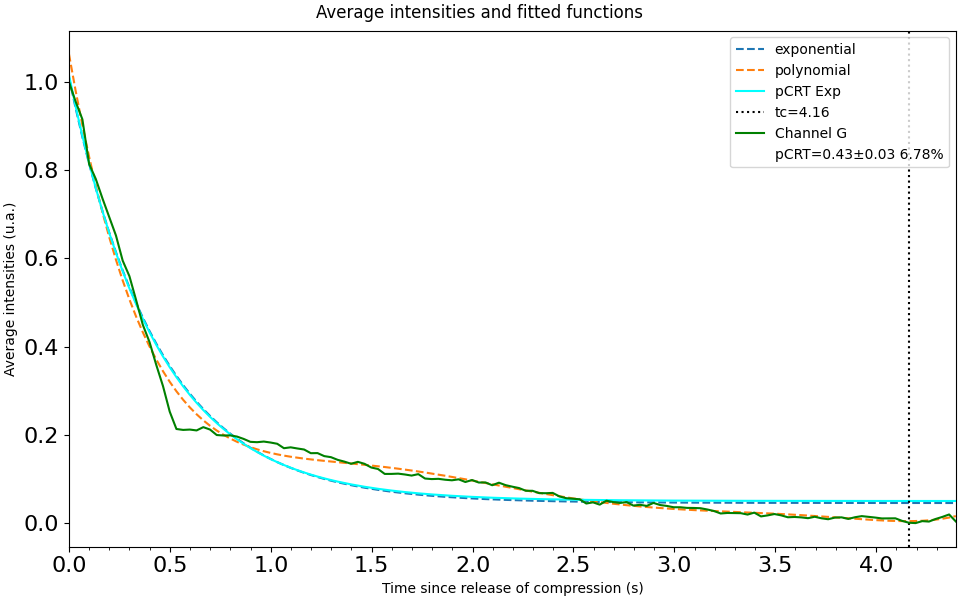 Average intensities and fitted functions
exponential
polynomial
pCRT Exp
tc=4.16
Channel G
pCRT=0.43±0.03 6.78%
Average intensities (u.a.)
1.0
0.8
0.6
0.4
0.2
0.0
0.0 0.5 1.0 1.5 2.0 2.5 3.0 3.5 4.0
Time since release of compression (s)